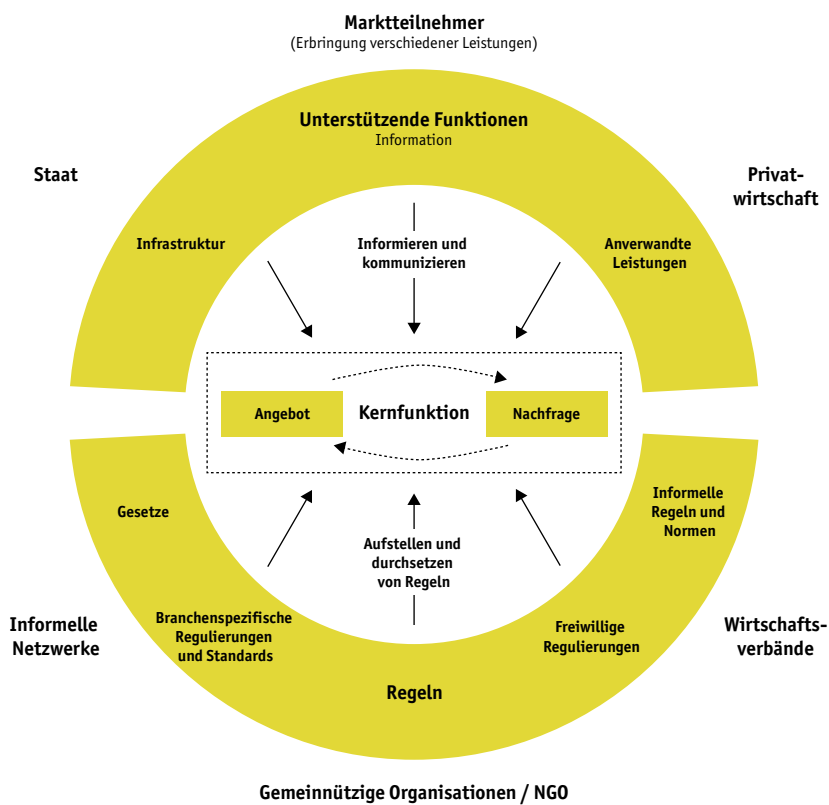 Marktteilnehmer
(Erbringung verschiedener Leistungen)
Unterstützende Funktionen
Information
Staat
Privat-
wirtschaft
Infrastruktur
Informieren und
kommunizieren
Anverwandte
Leistungen
Angebot
Kernfunktion
Nachfrage
Gesetze
Informelle
Regeln und
Normen
Aufstellen und
durchsetzen
von Regeln
Informelle
Netzwerke
Branchenspezifische
Regulierungen
und Standards
Freiwillige
Regulierungen
Wirtschafts-
verbände
Regeln
Gemeinnützige Organisationen / NGO